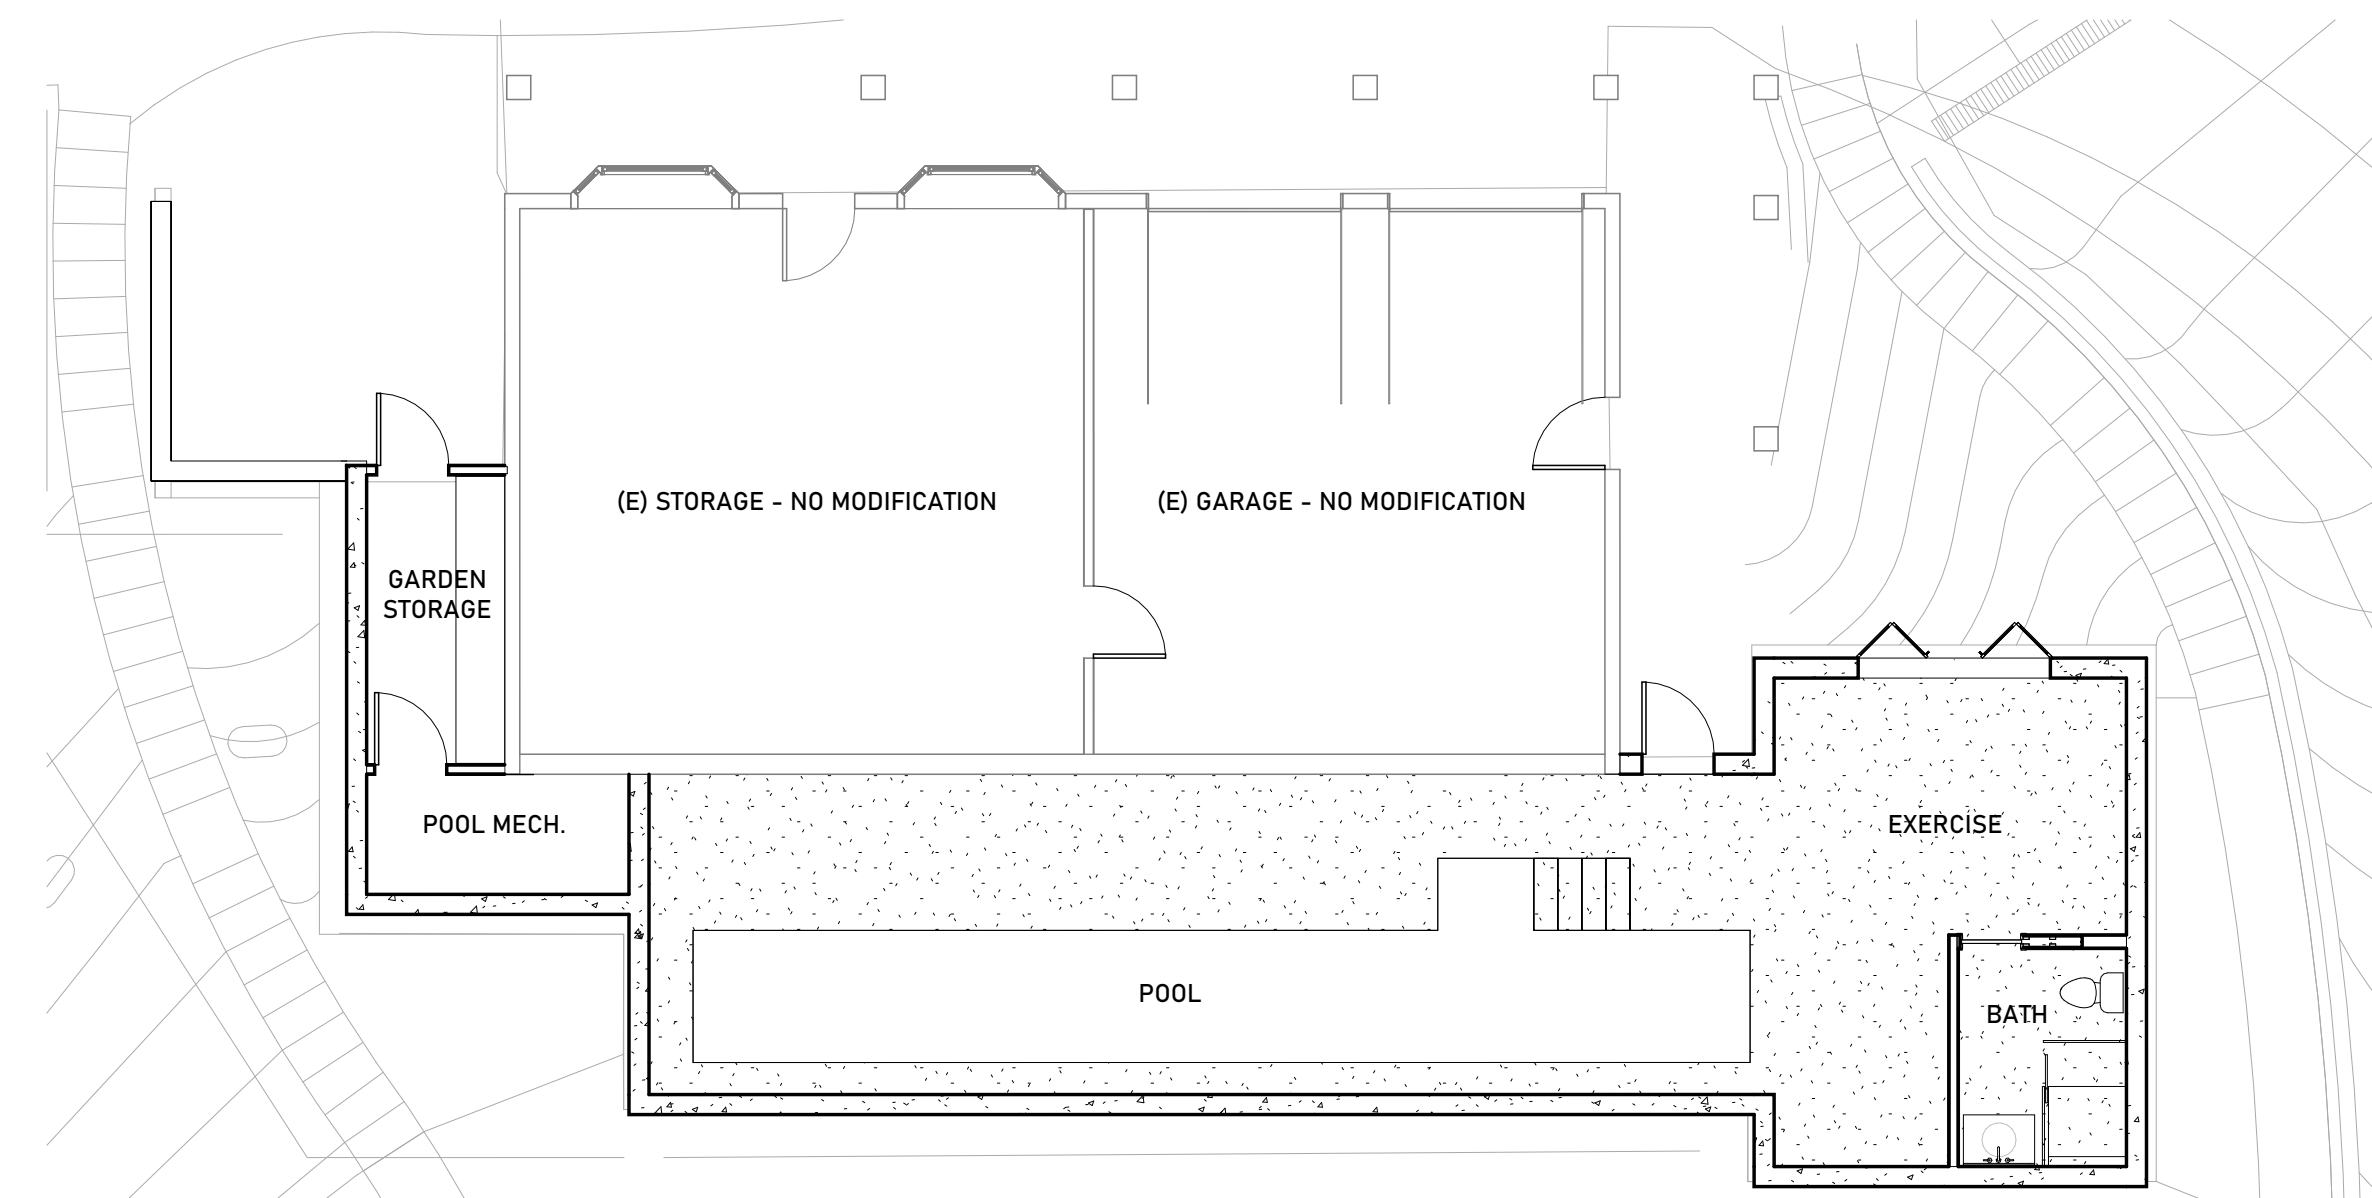 (E) STORAGE - NO MODIFICATION
(E) GARAGE - NO MODIFICATION
GARDEN
STORAGE
POOL MECH.
EXERCISE
POOL
BATH